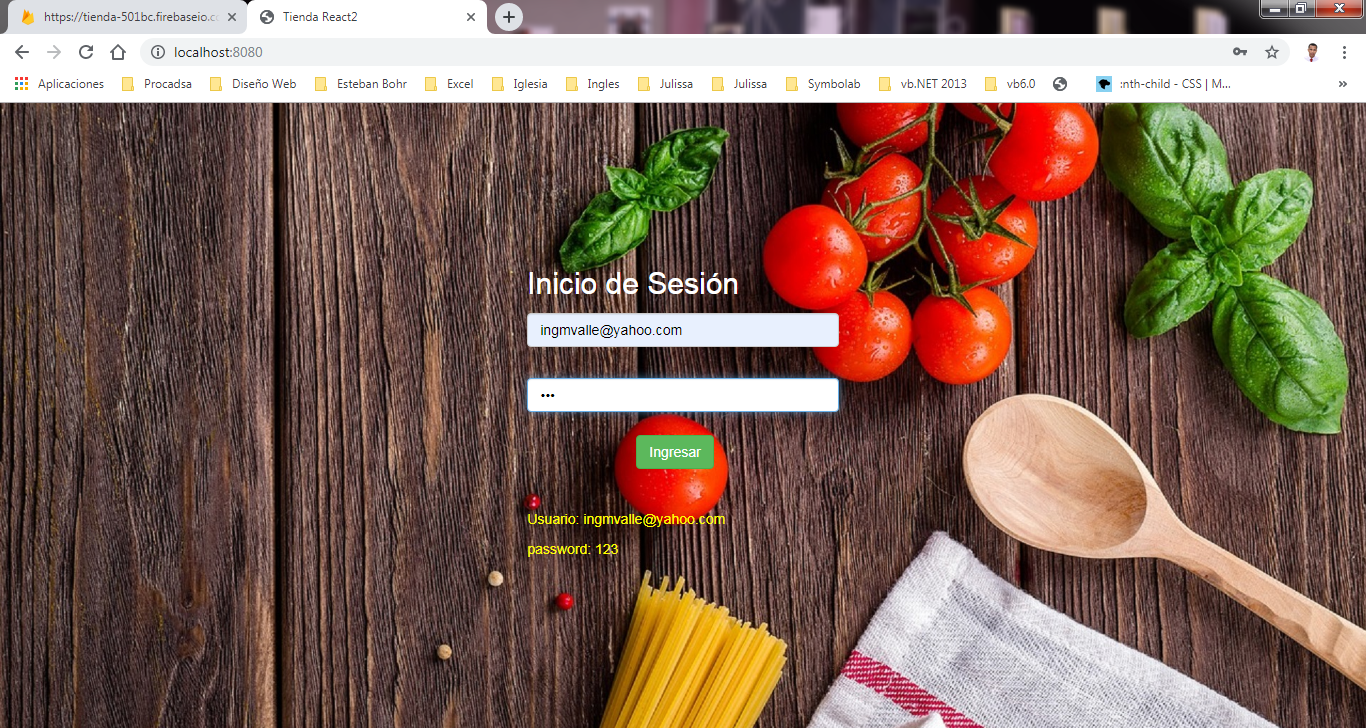 https://tienda-501bc.firebaseio.c
Tienda React2
localhost:8080
Aplicaciones
Procadsa
Diseño Web
Esteban Bohr
Excel
Iglesia
Ingles
Julissa
Julissa
Symbolab
vb.NET 2013
vb6.0
:nth-child - CSS | M...
Inicio de Sesión
ingmvalle@yahoo.com
•••
Ingresar
Usuario: ingmvalle@yahoo.com
password: 123